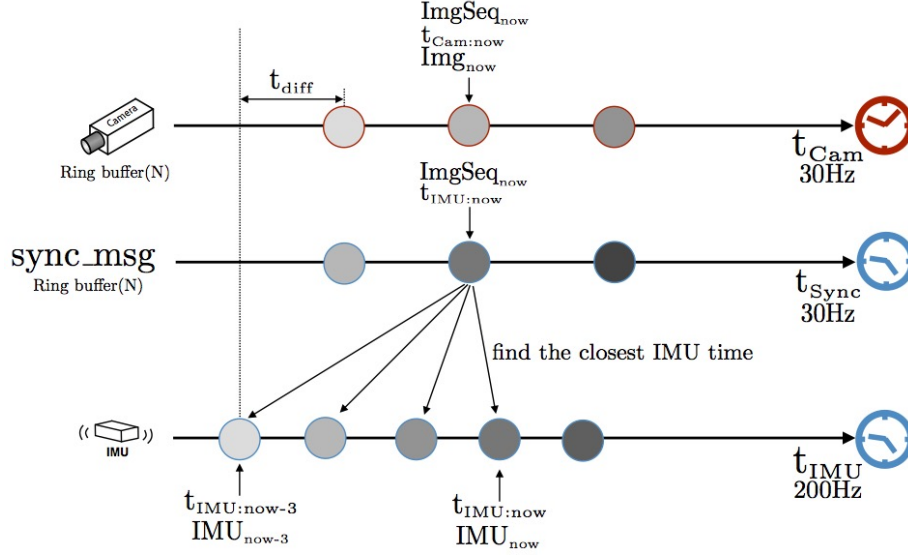 ImgSeq_now
t_Cam:now
Img_now
t_diff
Camera
Ring buffer(N)
t_Cam
30Hz
ImgSeq_now
t_IMU:now
sync_msg
Ring buffer(N)
t_Sync
30Hz
find the closest IMU time
IMU
t_IMU
200Hz
t_IMU:now-3
IMU_now-3
t_IMU:now
IMU_now